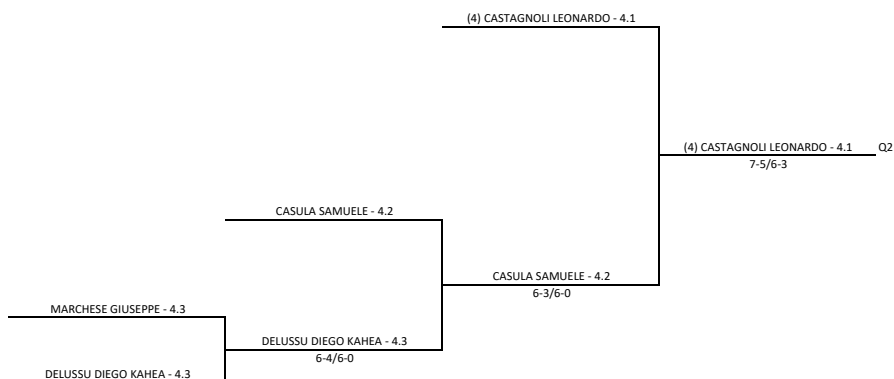 (4) CASTAGNOLI LEONARDO - 4.1
(4) CASTAGNOLI LEONARDO - 4.1 Q2
7-5/6-3
CASULA SAMUELE - 4.2
CASULA SAMUELE - 4.2
6-3/6-0
MARCHESE GIUSEPPE - 4.3
DELUSSU DIEGO KAHEA - 4.3
6-4/6-0
DELUSSU DIEGO KAHEA - 4.3